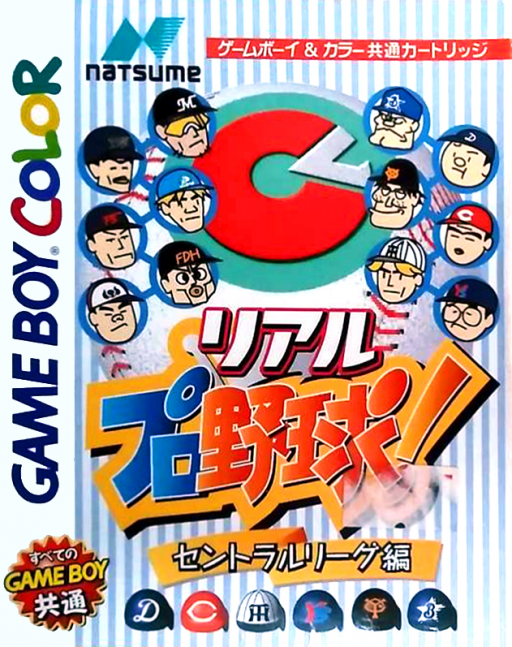 natsume
ゲームボーイ&カラー共通カートリッジ
GAME BOY COLOR
M
D
C
FDH
リアル
プロ野球!
セントラルリーグ編
すべての
GAME BOY
共通
D
C
HT
YG
B